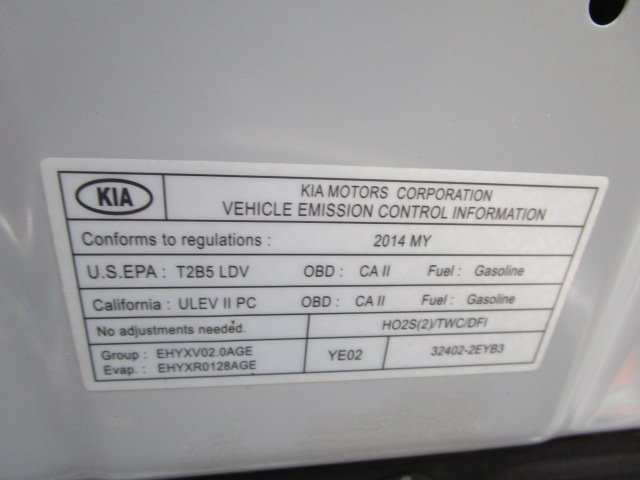 KIA
KIA MOTORS CORPORATION
VEHICLE EMISSION CONTROL INFORMATION
Conforms to regulations : 2014 MY
U.S.EPA : T2B5 LDV OBD : CA II Fuel : Gasoline
California : ULEV II PC OBD : CA II Fuel : Gasoline
No adjustments needed. HO2S(2)/TWC/DFI
Group : EHYXV02.0AGE YE02 32402-2EYB3
Evap. : EHYXR0128AGE